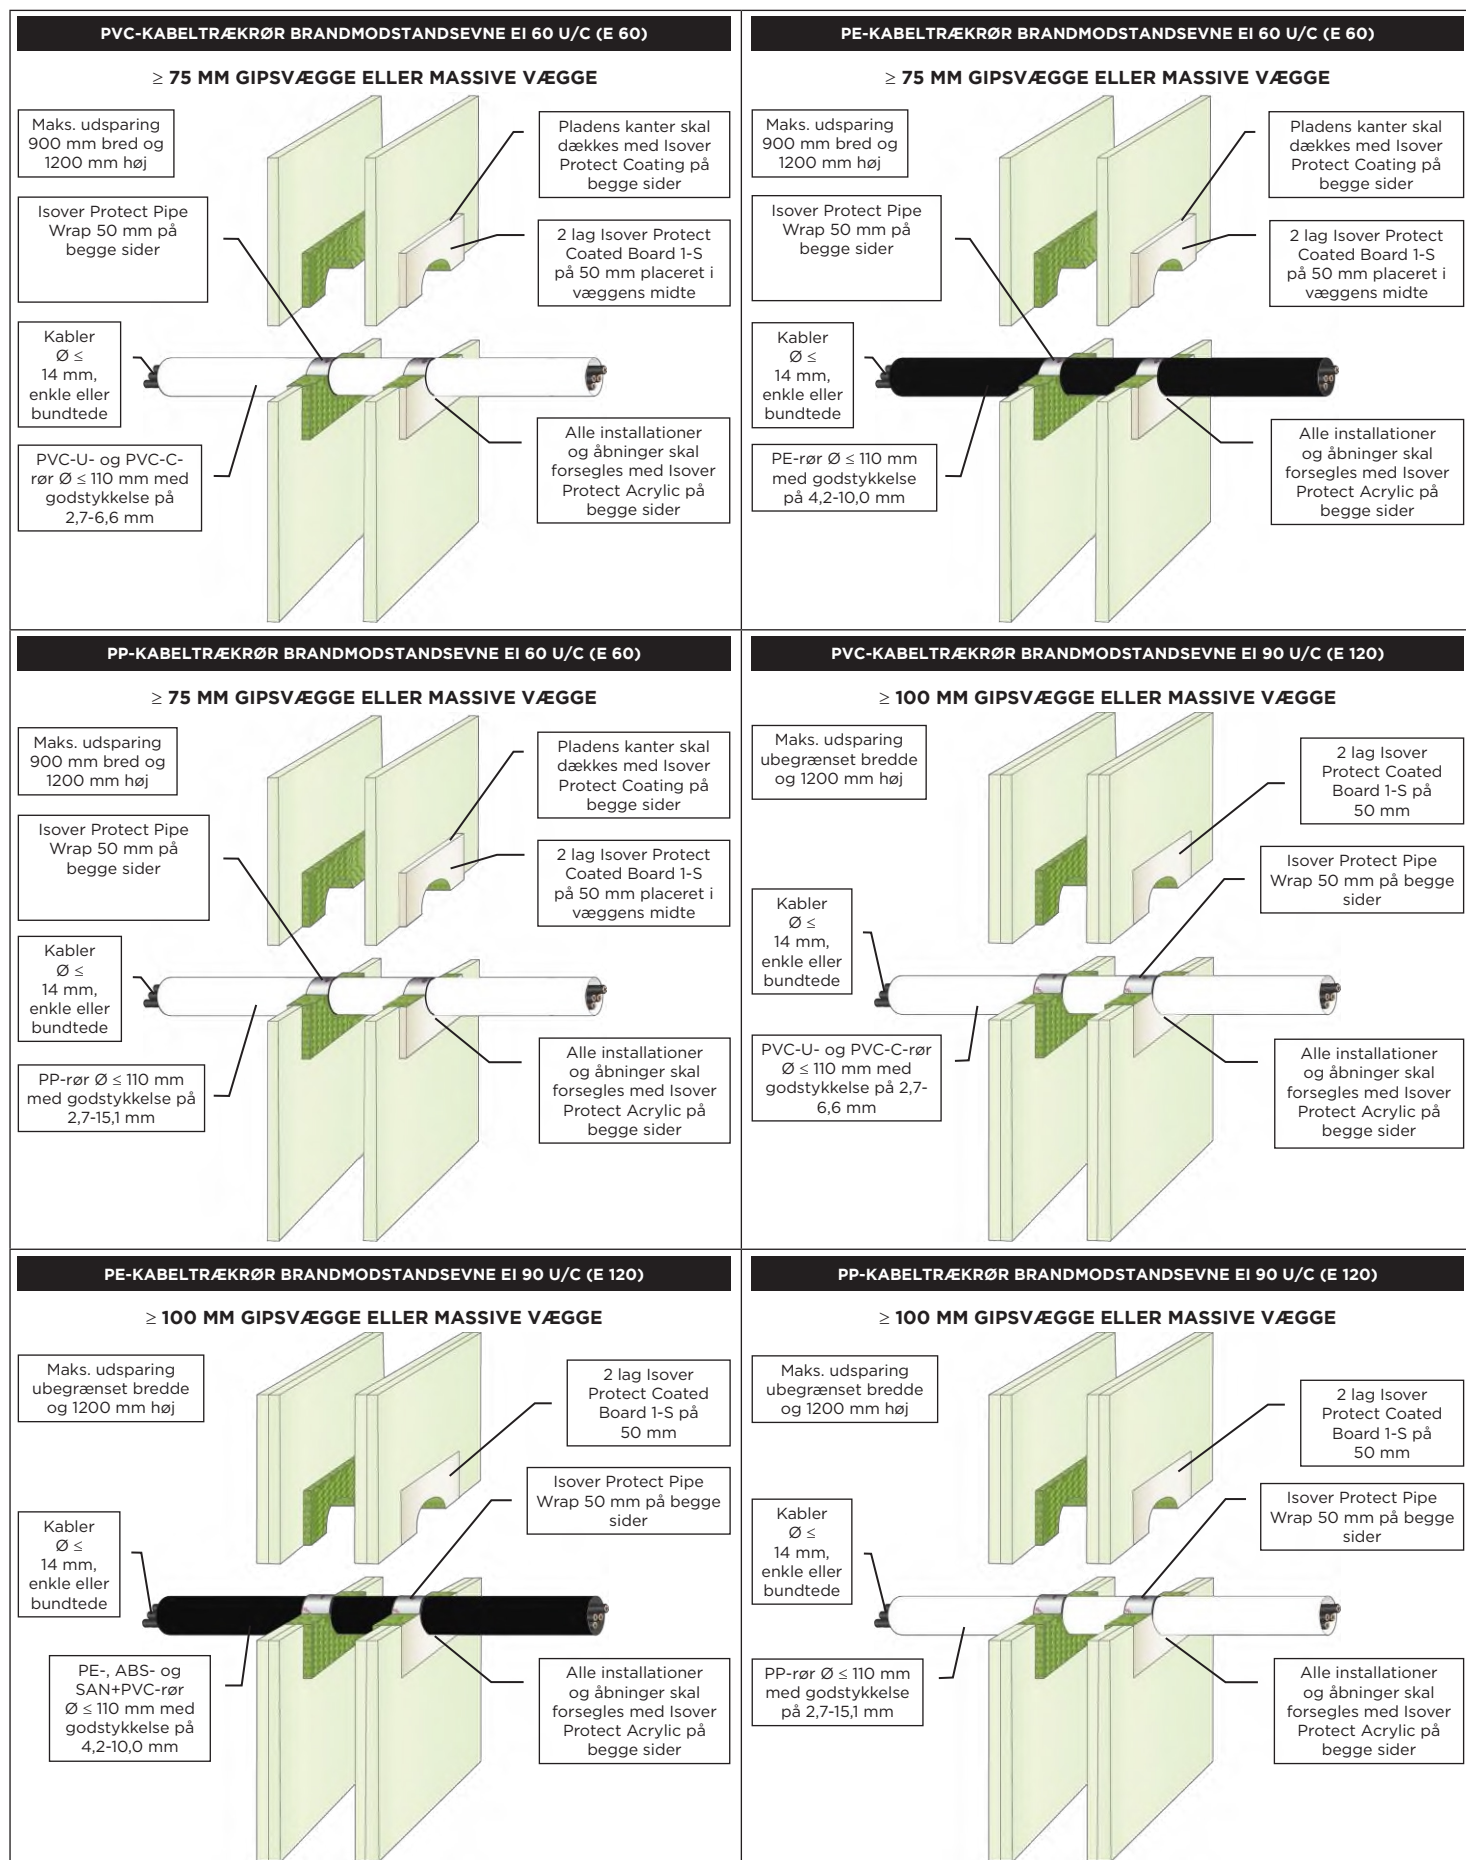 PVC-KABELTRÆKRØR BRANDMODSTANDSEVNE EI 60 U/C (E 60)
≥ 75 MM GIPSVÆGGE ELLER MASSIVE VÆGGE
Maks. udsparing
900 mm bred og
1200 mm høj
Pladens kanter skal
dækkes med Isover
Protect Coating på
begge sider
Isover Protect Pipe
Wrap 50 mm på
begge sider
2 lag Isover Protect
Coated Board 1-S
på 50 mm placeret i
væggens midte
Kabler
Ø ≤
14 mm,
enkle eller
bundtede
PVC-U- og PVC-C-
rør Ø ≤ 110 mm med
godstykkelse på
2,7-6,6 mm
Alle installationer
og åbninger skal
forsegles med Isover
Protect Acrylic på
begge sider
PE-KABELTRÆKRØR BRANDMODSTANDSEVNE EI 60 U/C (E 60)
≥ 75 MM GIPSVÆGGE ELLER MASSIVE VÆGGE
Maks. udsparing
900 mm bred og
1200 mm høj
Pladens kanter skal
dækkes med Isover
Protect Coating på
begge sider
Isover Protect Pipe
Wrap 50 mm på
begge sider
2 lag Isover Protect
Coated Board 1-S
på 50 mm placeret i
væggens midte
Kabler
Ø ≤
14 mm,
enkle eller
bundtede
PE-rør Ø ≤ 110 mm
med godstykkelse
på 4,2-10,0 mm
Alle installationer
og åbninger skal
forsegles med Isover
Protect Acrylic på
begge sider
PP-KABELTRÆKRØR BRANDMODSTANDSEVNE EI 60 U/C (E 60)
≥ 75 MM GIPSVÆGGE ELLER MASSIVE VÆGGE
Maks. udsparing
900 mm bred og
1200 mm høj
Pladens kanter skal
dækkes med Isover
Protect Coating på
begge sider
Isover Protect Pipe
Wrap 50 mm på
begge sider
2 lag Isover Protect
Coated Board 1-S
på 50 mm placeret i
væggens midte
Kabler
Ø ≤
14 mm,
enkle eller
bundtede
PP-rør Ø ≤ 110 mm
med godstykkelse på
2,7-15,1 mm
Alle installationer
og åbninger skal
forsegles med Isover
Protect Acrylic på
begge sider
PVC-KABELTRÆKRØR BRANDMODSTANDSEVNE EI 90 U/C (E 120)
≥ 100 MM GIPSVÆGGE ELLER MASSIVE VÆGGE
Maks. udsparing
ubegrænset bredde
og 1200 mm høj
2 lag Isover
Protect Coated
Board 1-S på
50 mm
Isover Protect Pipe
Wrap 50 mm på begge
sider
Kabler
Ø ≤
14 mm,
enkle eller
bundtede
PVC-U- og PVC-C-rør
Ø ≤ 110 mm med
godstykkelse på 2,7-
6,6 mm
Alle installationer
og åbninger skal
forsegles med Isover
Protect Acrylic på
begge sider
PE-KABELTRÆKRØR BRANDMODSTANDSEVNE EI 90 U/C (E 120)
≥ 100 MM GIPSVÆGGE ELLER MASSIVE VÆGGE
Maks. udsparing
ubegrænset bredde
og 1200 mm høj
2 lag Isover
Protect Coated
Board 1-S på
50 mm
Isover Protect Pipe
Wrap 50 mm på begge
sider
Kabler
Ø ≤
14 mm,
enkle eller
bundtede
PE-, ABS- og
SAN+PVC-rør
Ø ≤ 110 mm med
godstykkelse på
4,2-10,0 mm
Alle installationer
og åbninger skal
forsegles med Isover
Protect Acrylic på
begge sider
PP-KABELTRÆKRØR BRANDMODSTANDSEVNE EI 90 U/C (E 120)
≥ 100 MM GIPSVÆGGE ELLER MASSIVE VÆGGE
Maks. udsparing
ubegrænset bredde
og 1200 mm høj
2 lag Isover
Protect Coated
Board 1-S på
50 mm
Isover Protect Pipe
Wrap 50 mm på begge
sider
Kabler
Ø ≤
14 mm,
enkle eller
bundtede
PP-rør Ø ≤ 110 mm
med godstykkelse
på 2,7-15,1 mm
Alle installationer
og åbninger skal
forsegles med Isover
Protect Acrylic på
begge sider